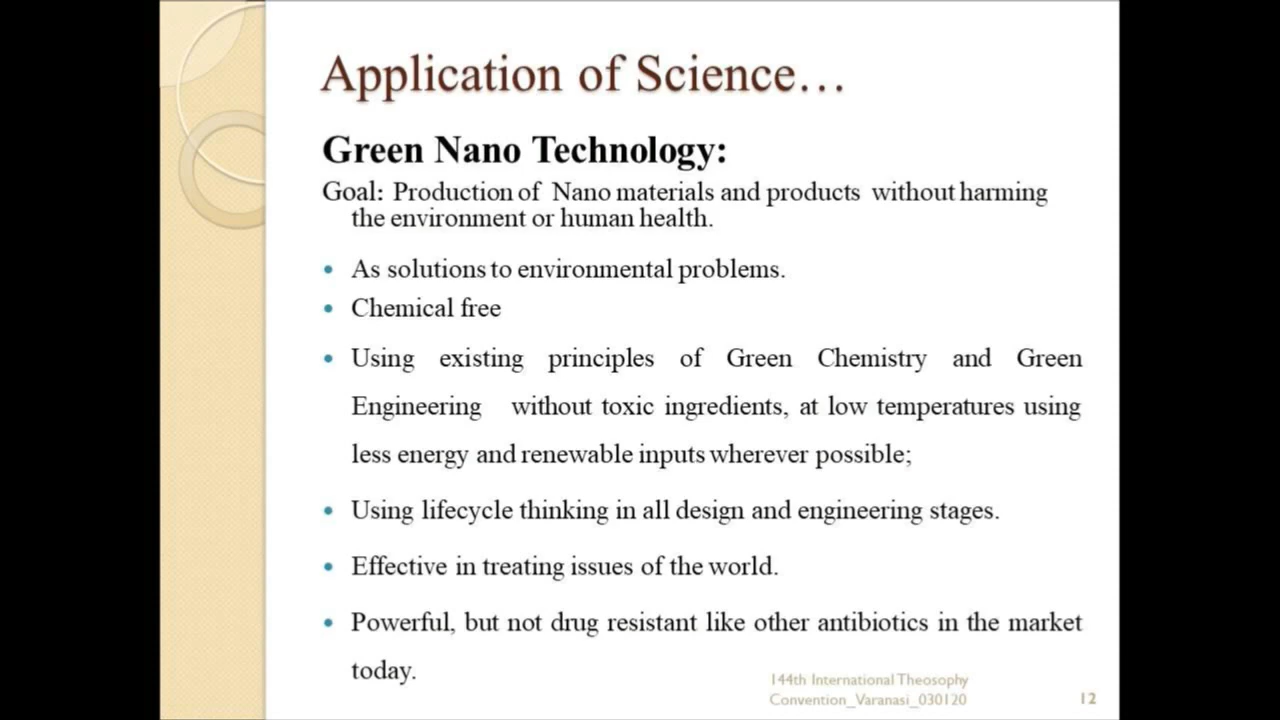 Application of Science…
Green Nano Technology:
Goal: Production of Nano materials and products without harming
the environment or human health.
• As solutions to environmental problems.
• Chemical free
• Using existing principles of Green Chemistry and Green
Engineering without toxic ingredients, at low temperatures using
less energy and renewable inputs wherever possible;
• Using lifecycle thinking in all design and engineering stages.
• Effective in treating issues of the world.
• Powerful, but not drug resistant like other antibiotics in the market
today.
144th International Theosophy
Convention_Varanasi_030120
12